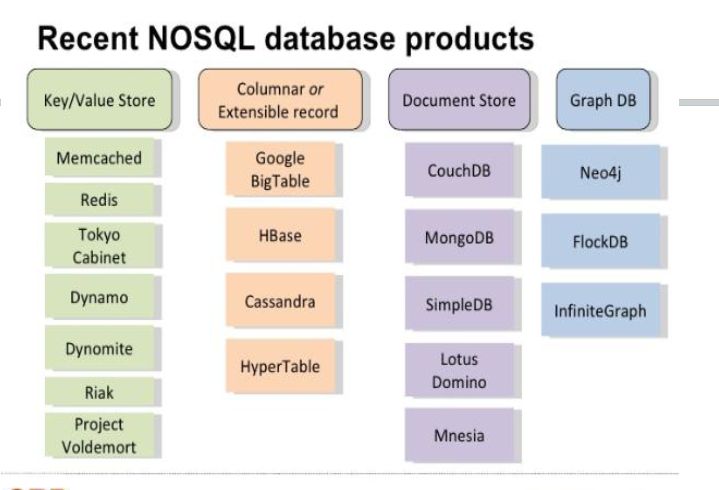 Recent NOSQL database products
Key/Value Store
Memcached
Redis
Tokyo
Cabinet
Dynamo
Dynomite
Riak
Project
Voldemort
Columnar or
Extensible record
Google
BigTable
HBase
Cassandra
HyperTable
Document Store
CouchDB
MongoDB
SimpleDB
Lotus
Domino
Mnesia
Graph DB
Neo4j
FlockDB
InfiniteGraph